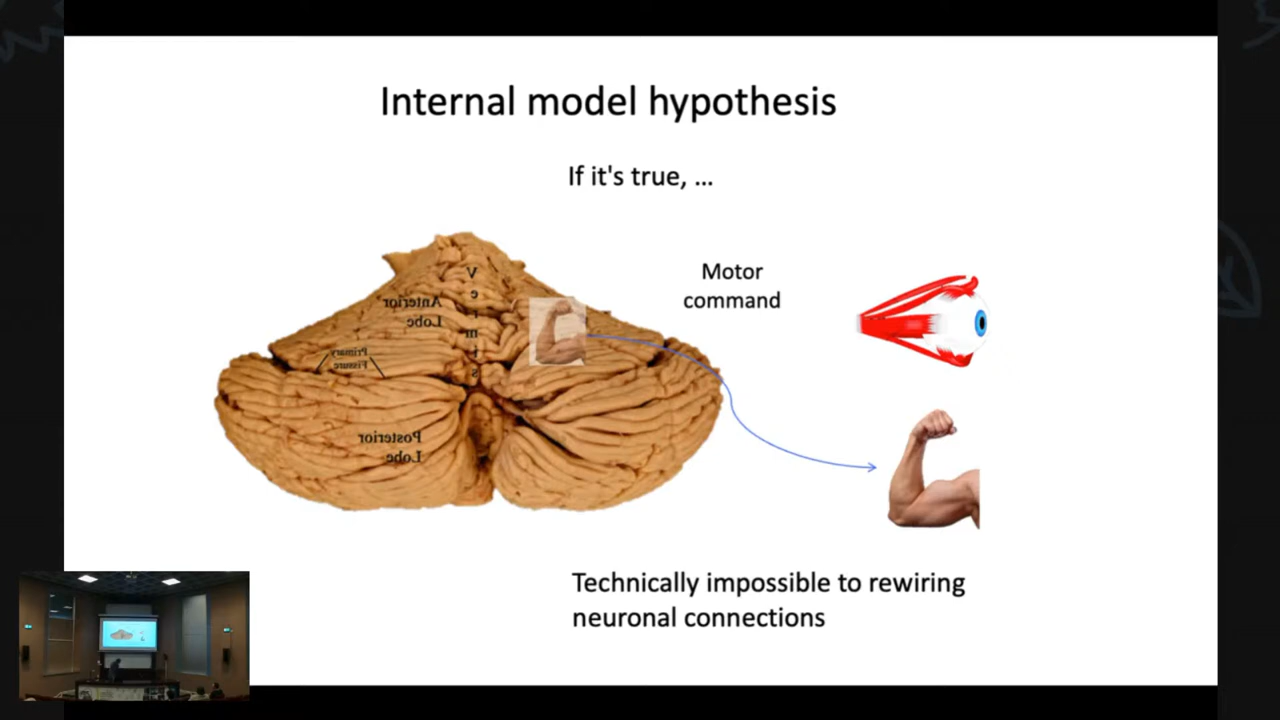 Internal model hypothesis
If it's true, ...
Motor
command
Vermis
Anterior
Lobe
Primary
Fissure
Posterior
Lobe
Technically impossible to rewiring
neuronal connections